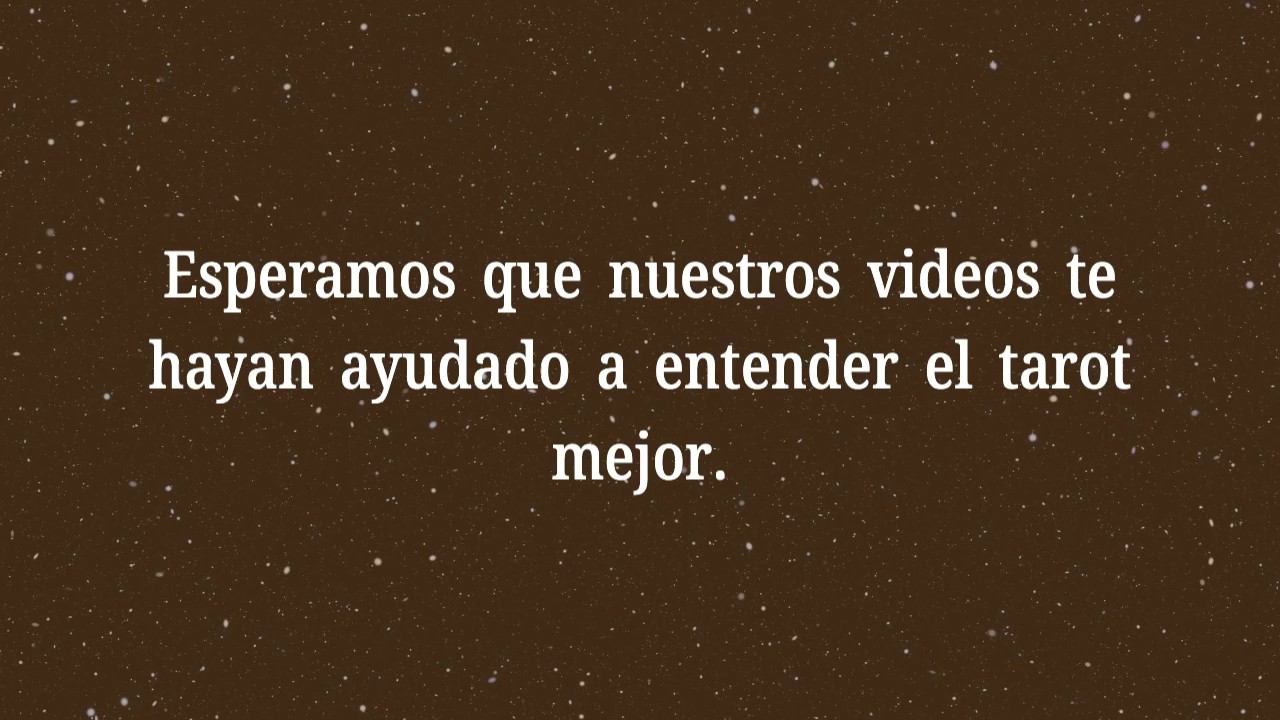 Esperamos que nuestros videos te
hayan ayudado a entender el tarot
mejor.